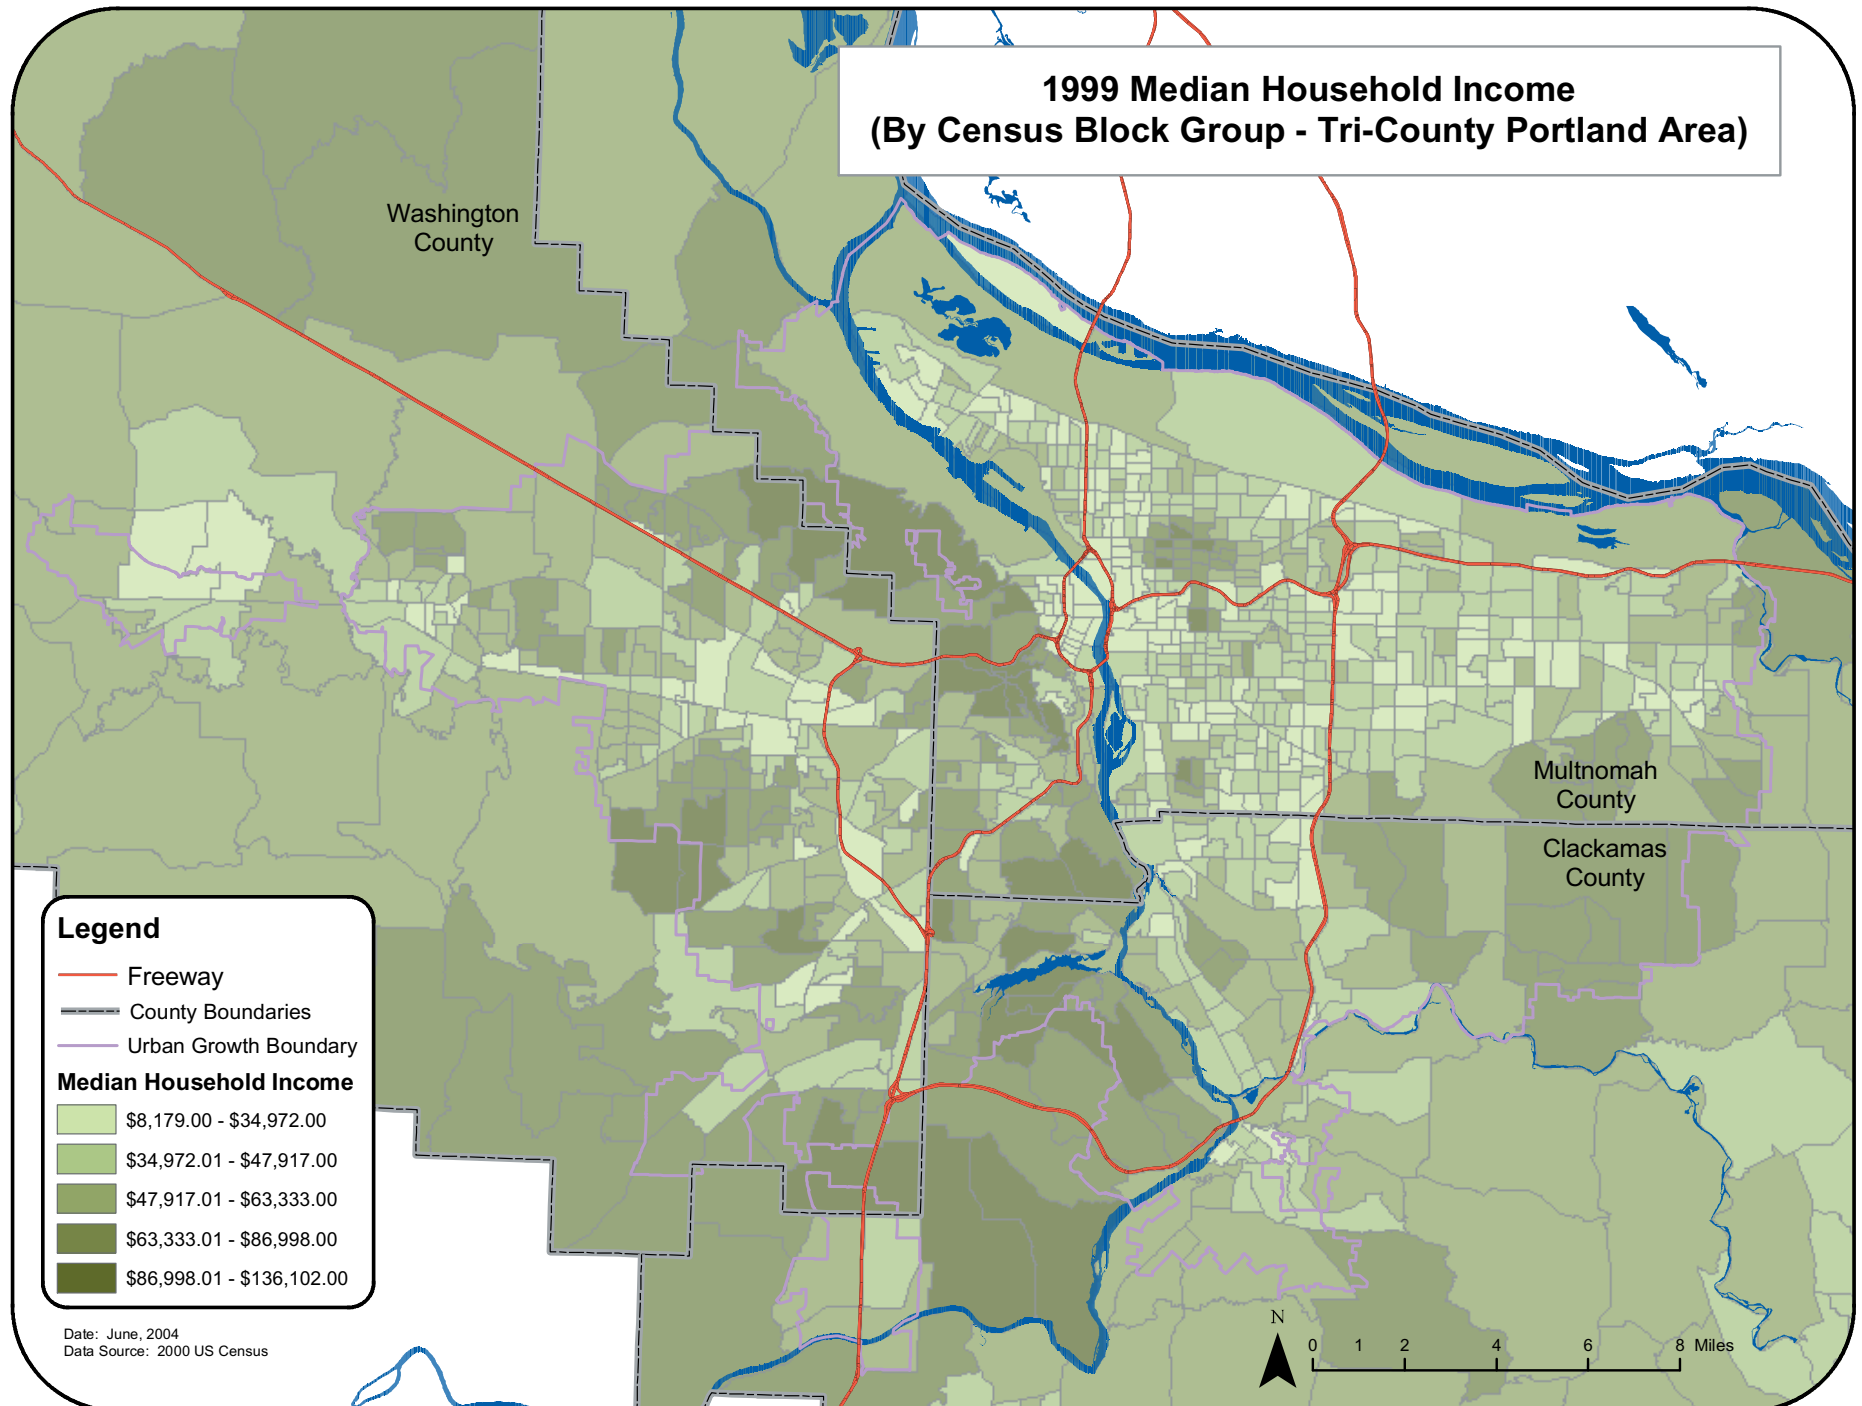 1999 Median Household Income
(By Census Block Group - Tri-County Portland Area)
Washington
County
Multnomah
County
Clackamas
County
Legend
Freeway
County Boundaries
Urban Growth Boundary
Median Household Income
$8,179.00 - $34,972.00
$34,972.01 - $47,917.00
$47,917.01 - $63,333.00
$63,333.01 - $86,998.00
$86,998.01 - $136,102.00
Date: June, 2004
Data Source: 2000 US Census
N
0 1 2 4 6 8 Miles